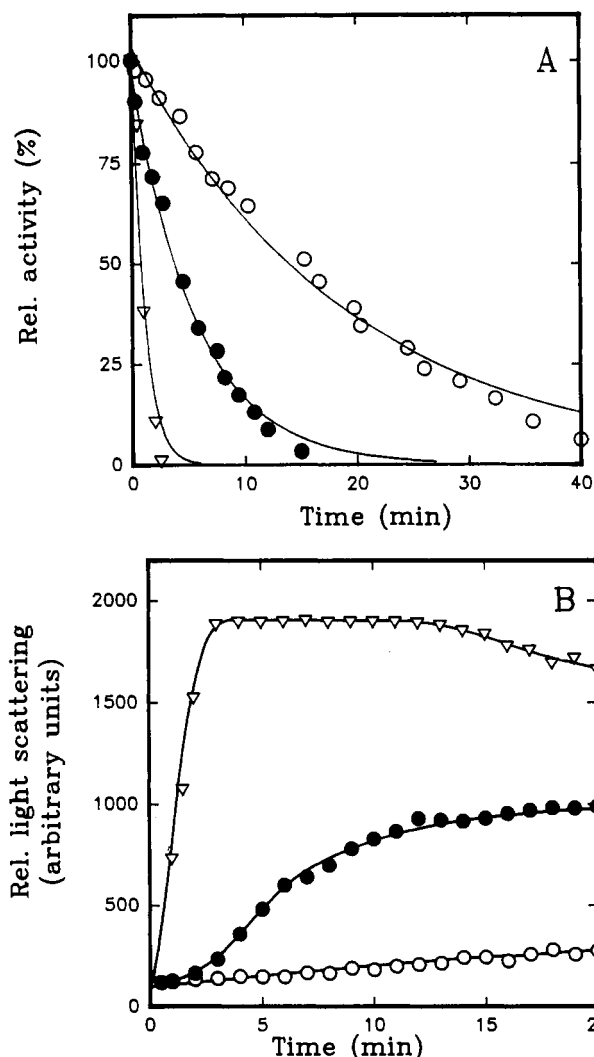 A
100
75
50
25
0
Rel. activity (%)
0 10 20 30 40
Time (min)
B
2000
1500
1000
500
0
Rel. light scattering
(arbitrary units)
0 5 10 15 20
Time (min)